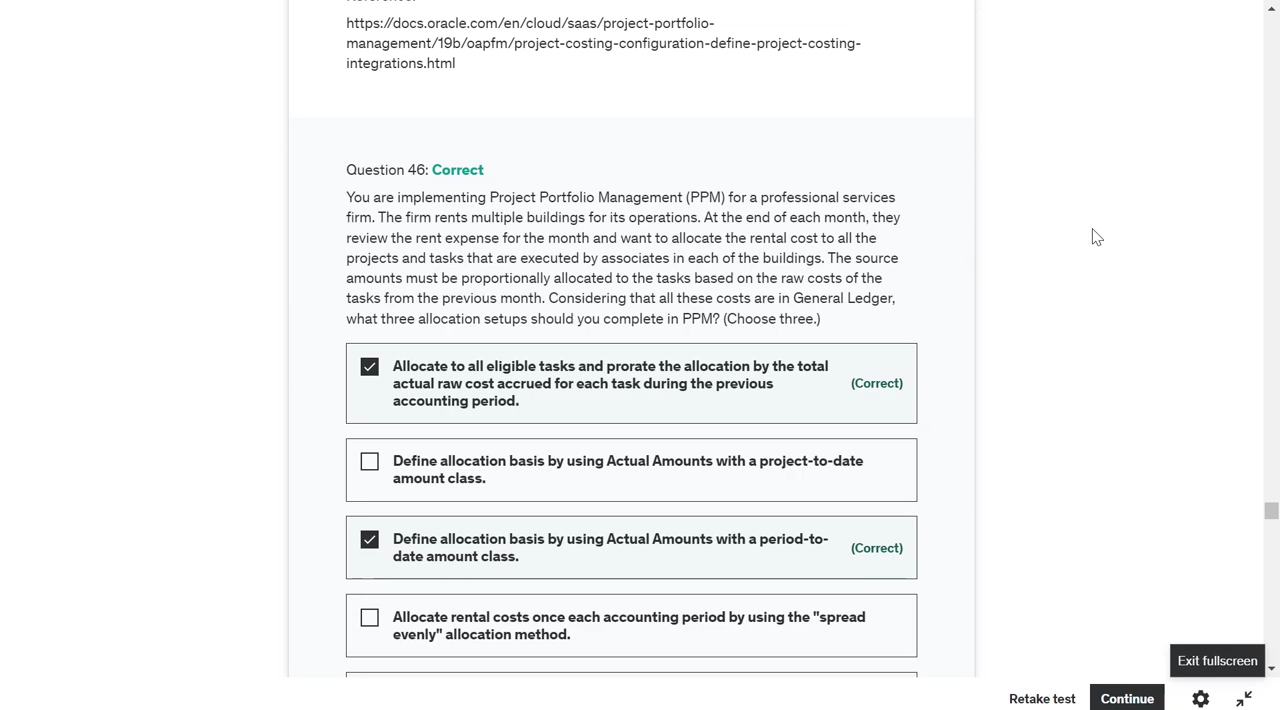 https://docs.oracle.com/en/cloud/saas/project-portfolio-
management/19b/oapfm/project-costing-configuration-define-project-costing-
integrations.html
Question 46: Correct
You are implementing Project Portfolio Management (PPM) for a professional services
firm. The firm rents multiple buildings for its operations. At the end of each month, they
review the rent expense for the month and want to allocate the rental cost to all the
projects and tasks that are executed by associates in each of the buildings. The source
amounts must be proportionally allocated to the tasks based on the raw costs of the
tasks from the previous month. Considering that all these costs are in General Ledger,
what three allocation setups should you complete in PPM? (Choose three.)
Allocate to all eligible tasks and prorate the allocation by the total
actual raw cost accrued for each task during the previous
accounting period.
(Correct)
Define allocation basis by using Actual Amounts with a project-to-date
amount class.
Define allocation basis by using Actual Amounts with a period-to-
date amount class.
(Correct)
Allocate rental costs once each accounting period by using the "spread
evenly" allocation method.
Exit fullscreen
Retake test
Continue